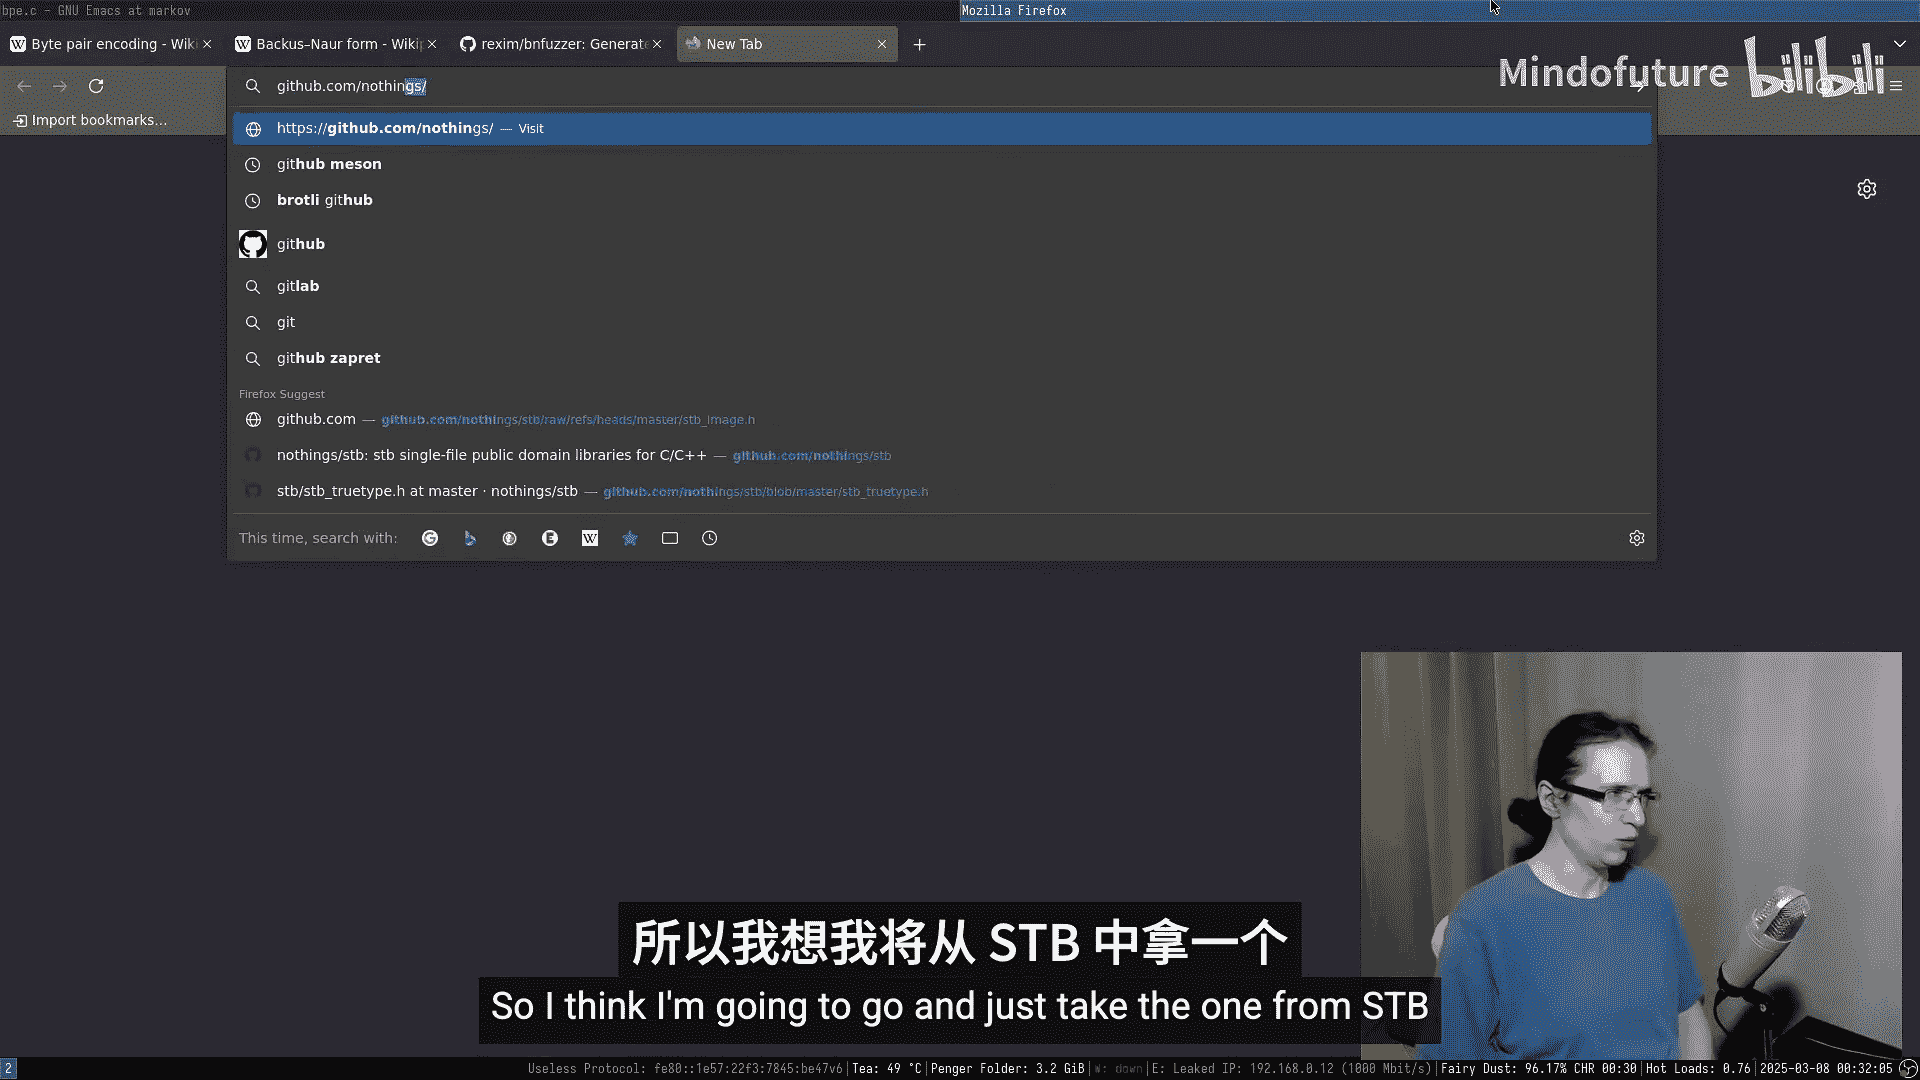 bpe.c - GNU Emacs at markov
Mozilla Firefox
Byte pair encoding - Wiki
Backus–Naur form - Wikip
rexim/bnfuzzer: Generate
New Tab
Mindofuture bilibili
github.com/nothings/
Import bookmarks...
https://github.com/nothings/ — Visit
github meson
brotli github
github
gitlab
git
github zapret
Firefox Suggest
github.com — github.com/nothings/stb/raw/refs/heads/master/stb_image.h
nothings/stb: stb single-file public domain libraries for C/C++ — github.com/nothings/stb
stb/stb_truetype.h at master · nothings/stb — github.com/nothings/stb/blob/master/stb_truetype.h
This time, search with:
所以我想我将从 STB 中拿一个
So I think I'm going to go and just take the one from STB
2
Useless Protocol: fe80::1e57:22f3:7845:be47v6|Tea: 49 °C|Penger Folder: 3.2 GiB|W: down|E: Leaked IP: 192.168.0.12 (1000 Mbit/s)|Fairy Dust: 96.17% CHR 00:30|Hot Loads: 0.76|2025-03-08 00:32:05